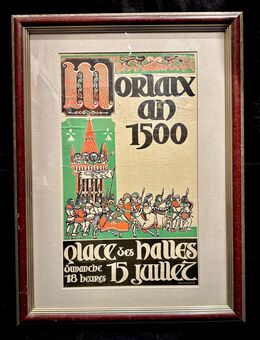 Morlaix
an
1500
place des halles
dimanche
18 heures 15 juillet